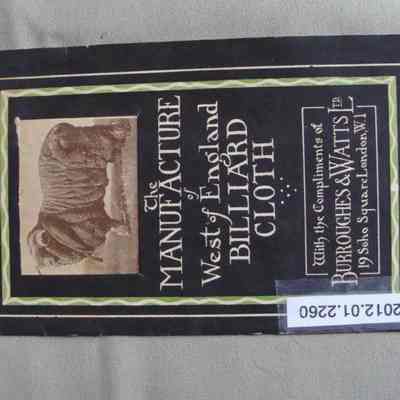 The
MANUFACTURE
of
West of England
BILLIARD
CLOTH
With the Compliments of
BURROUGHES & WATTS LTD
19 Soho Square London, W.1
2012.01.2260